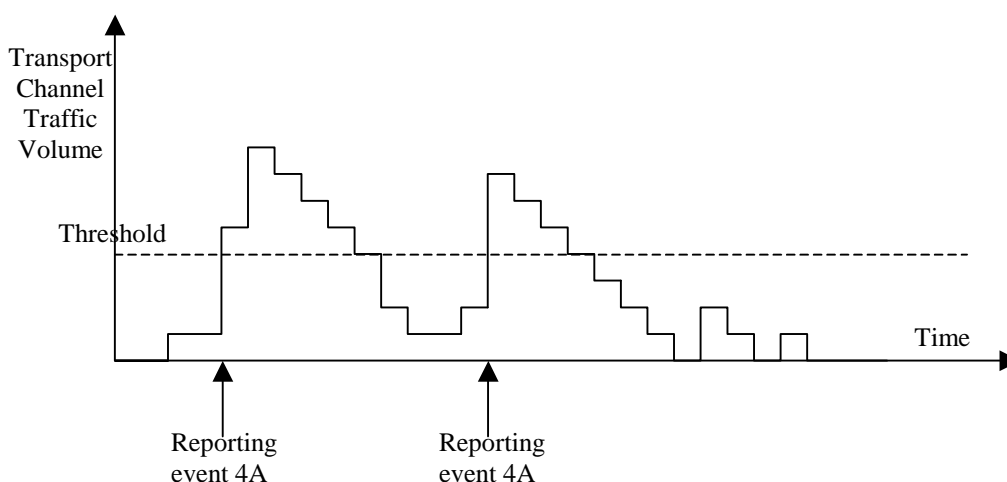 Transport
Channel
Traffic
Volume
Threshold
Time
Reporting
event 4A
Reporting
event 4A